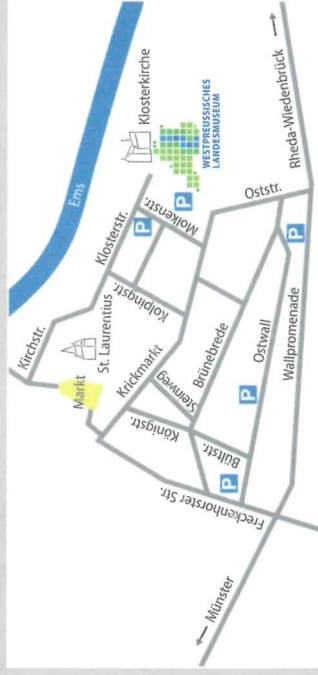 Ems
Kirchstr.
Klosterstr.
Klosterkirche
WESTPREUSSISCHES
LANDESMUSEUM
P
P
Molkenstr.
Kolpingstr.
St. Laurentius
Markt
Krickmarkt
Steinweg
Königstr.
Brünebrede
Oststr.
Rheda-Wiedenbrück →
P
Ostwall
Wallpromenade
P
Bültstr.
P
Freckenhorster Str.
← Münster